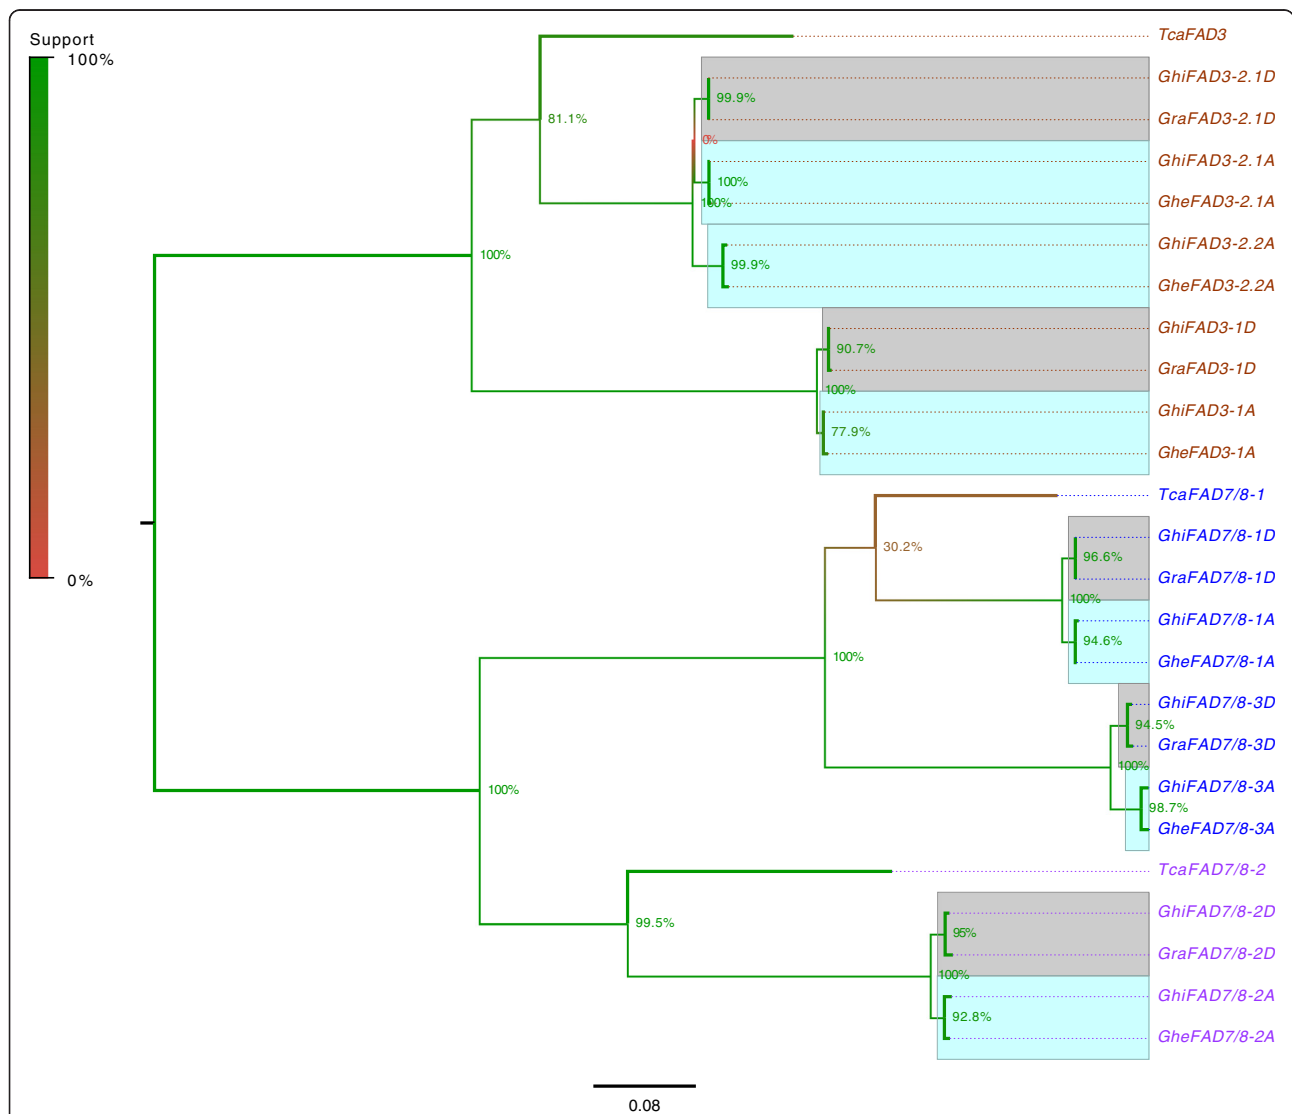 Support
100%
0%
TcaFAD3
GhiFAD3-2.1D
99.9%
GraFAD3-2.1D
81.1%
0%
GhiFAD3-2.1A
100%
GheFAD3-2.1A
100%
GhiFAD3-2.2A
100%
99.9%
GheFAD3-2.2A
GhiFAD3-1D
90.7%
GraFAD3-1D
100%
GhiFAD3-1A
77.9%
GheFAD3-1A
TcaFAD7/8-1
GhiFAD7/8-1D
30.2%
96.6%
GraFAD7/8-1D
100%
GhiFAD7/8-1A
94.6%
GheFAD7/8-1A
100%
GhiFAD7/8-3D
94.5%
GraFAD7/8-3D
100%
GhiFAD7/8-3A
100%
98.7%
GheFAD7/8-3A
TcaFAD7/8-2
GhiFAD7/8-2D
99.5%
95%
GraFAD7/8-2D
100%
GhiFAD7/8-2A
92.8%
GheFAD7/8-2A
0.08